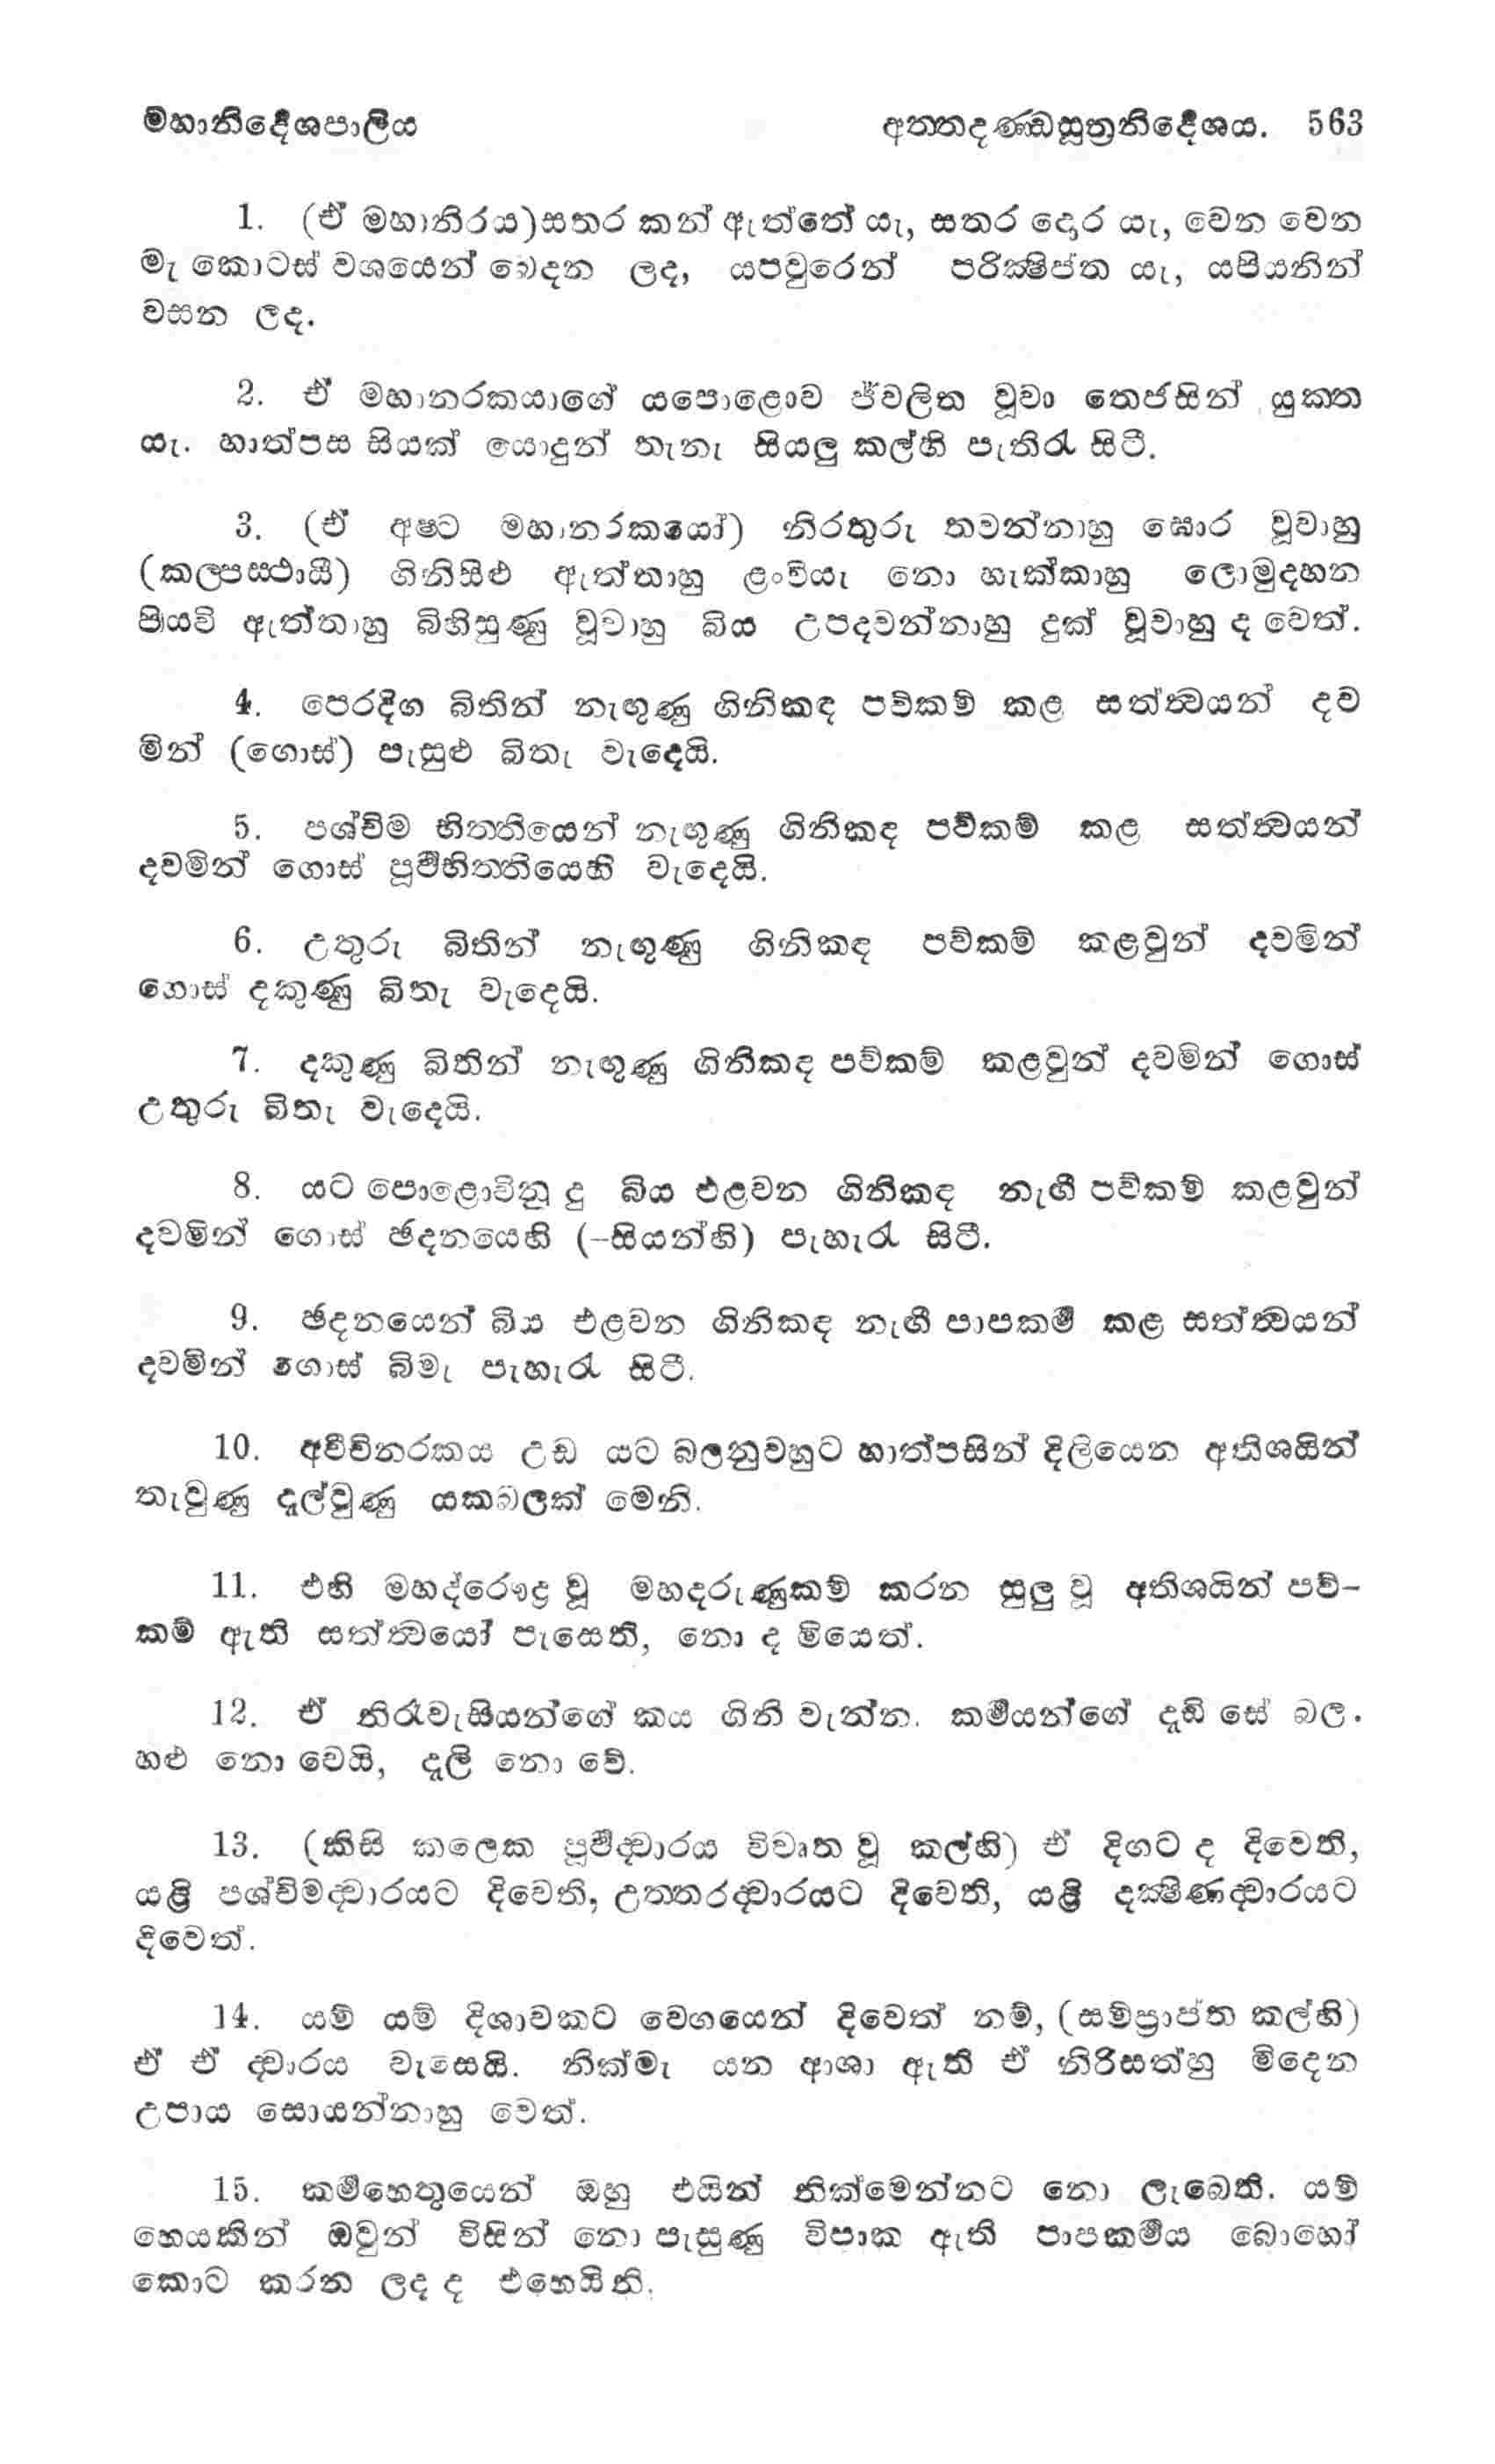 මහානිර්දේශපාලිය අත්තදණ්ඩසූත්‍රනිර්දේශය. 563
1. (ඒ මහානිරය)සතර කන් ඇත්තේ යැ, සතර දොර යැ, වෙන වෙන
මැ කොටස් වශයෙන් බෙදන ලද, යපවුරෙන් පරික්ෂිප්ත යැ, යපියනින්
වසන ලද.
2. ඒ මහානරකයාගේ යපොළොව ජ්වලිත වූවා තෙජසින් යුක්ත
යැ. හාත්පස සියක් යොදුන් තැනැ සියලු කල්හි පැතිරැ සිටී.
3. (ඒ අෂ්ට මහානරකයෝ) නිරතුරු තවන්නාහු ඝොර වූවාහු
(කල්පස්ථායී) ගිනිසිළු ඇත්තාහු ළංවියැ නො හැක්කාහු ලොමුදහන
පියවි ඇත්තාහු බිහිසුණු වූවාහු බිය උපදවන්නාහු දුක් වූවාහු ද වෙත්.
4. පෙරදිග බිතින් නැගුණු ගිනිකඳ පව්කම් කළ සත්ත්‍වයන් දව
මින් (ගොස්) පැසුළු බිතැ වැදෙයි.
5. පශ්චිම භිත්තියෙන් නැගුණු ගිනිකඳ පව්කම් කළ සත්ත්‍වයන්
දවමින් ගොස් පූර්වභිත්තියෙහි වැදෙයි.
6. උතුරු බිතින් නැගුණු ගිනිකඳ පව්කම් කළවුන් දවමින්
ගොස් දකුණු බිතැ වැදෙයි.
7. දකුණු බිතින් නැගුණු ගිනිකඳ පව්කම් කළවුන් දවමින් ගොස්
උතුරු බිතැ වැදෙයි.
8. යට පොළොවිනු දු බිය එළවන ගිනිකඳ නැඟී පව්කම් කළවුන්
දවමින් ගොස් ඡදනයෙහි (-සියන්හි) පැහැරැ සිටී.
9. ඡදනයෙන් බිය එළවන ගිනිකඳ නැඟී පාපකර්ම කළ සත්ත්‍වයන්
දවමින් ගොස් බිමැ පැහැරැ සිටී.
10. අවීචිනරකය උඩ යට බලනුවහුට හාත්පසින් දිලියෙන අතිශයින්
තැවුණු දැල්වුණු යකබලක් මෙනි.
11. එහි මහද්රෞද්‍ර වූ මහදරුණුකම් කරන සුලු වූ අතිශයින් පව්-
කම් ඇති සත්ත්‍වයෝ පැසෙති, නො ද මියෙත්.
12. ඒ නිරැවැසියන්ගේ කය ගිනි වැන්න. කර්මයන්ගේ දැඩි සේ බල.
හළු නො වෙයි, දැලි නො වේ.
13. (කිසි කලෙක පූර්වද්වාරය විවෘත වූ කල්හි) ඒ දිගට ද දිවෙති,
යළි පශ්චිමද්වාරයට දිවෙති, උත්තරද්වාරයට දිවෙති, යළි දක්ෂිණද්වාරයට
දිවෙත්.
14. යම් යම් දිශාවකට වෙගයෙන් දිවෙත් නම්, (සම්ප්‍රාප්ත කල්හි)
ඒ ඒ ද්වාරය වැසෙයි. නික්මැ යන ආශා ඇති ඒ නිරිසත්හු මිදෙන
උපාය සොයන්නාහු වෙත්.
15. කර්මහෙතුයෙන් ඔහු එයින් නික්මෙන්නට නො ලැබෙති. යම්
හෙයකින් ඔවුන් විසින් නො පැසුණු විපාක ඇති පාපකර්මය බොහෝ
කොට කරන ලද ද එහෙයිනි.